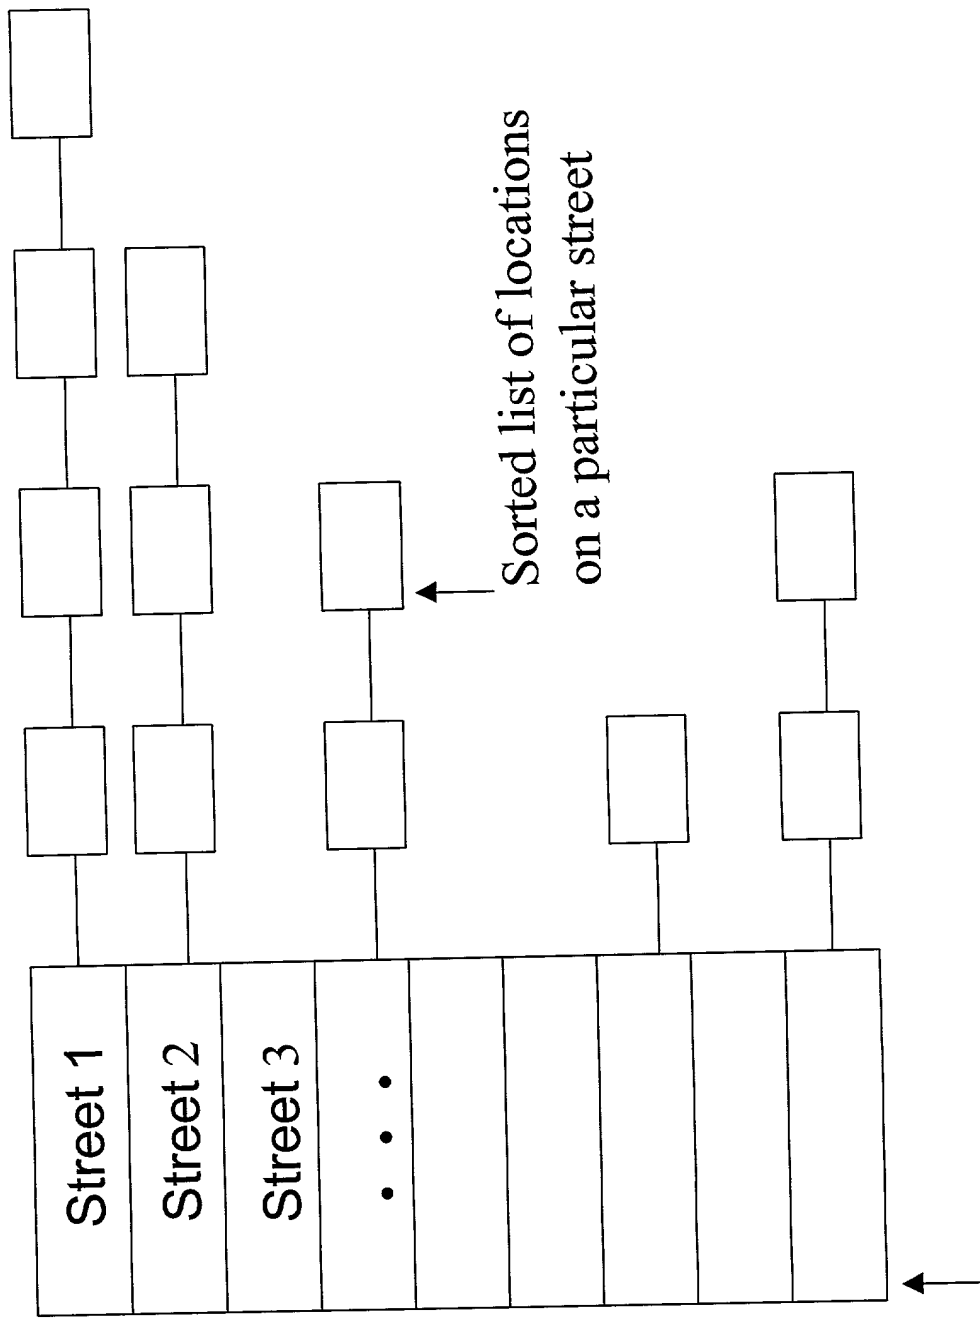 Street 1
Street 2
Street 3
• • •
Sorted list of locations
on a particular street